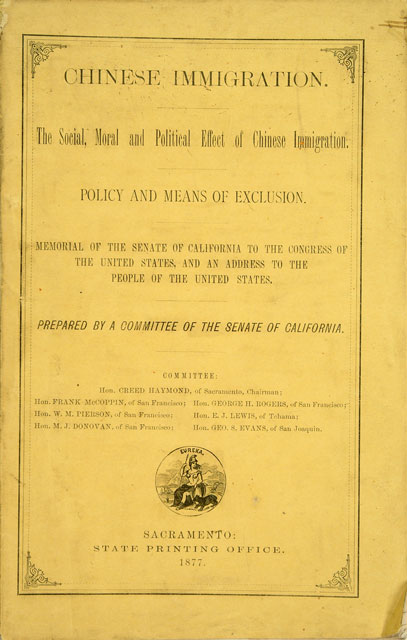 CHINESE IMMIGRATION.
The Social, Moral and Political Effect of Chinese Immigration.
POLICY AND MEANS OF EXCLUSION.
MEMORIAL OF THE SENATE OF CALIFORNIA TO THE CONGRESS OF
THE UNITED STATES, AND AN ADDRESS TO THE
PEOPLE OF THE UNITED STATES.
PREPARED BY A COMMITTEE OF THE SENATE OF CALIFORNIA.
COMMITTEE:
Hon. CREED HAYMOND, of Sacramento, Chairman;
Hon. FRANK McCOPPIN, of San Francisco; Hon. GEORGE H. ROGERS, of San Francisco;
Hon. W. M. PIERSON, of San Francisco; Hon. E. J. LEWIS, of Tehama;
Hon. M. J. DONOVAN, of San Francisco; Hon. GEO. S. EVANS, of San Joaquin.
EUREKA.
SACRAMENTO:
STATE PRINTING OFFICE.
1877.